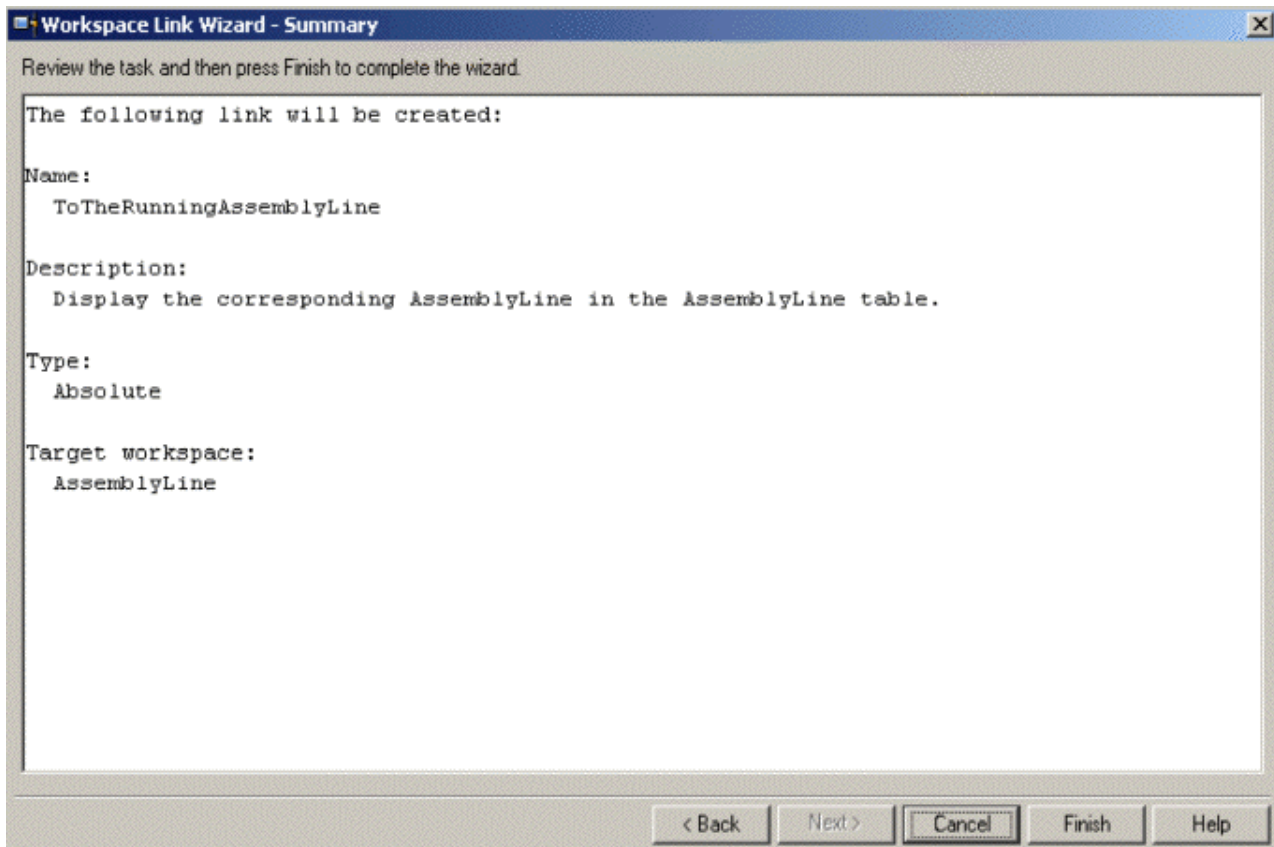 Workspace Link Wizard - Summary
Review the task and then press Finish to complete the wizard.
The following link will be created:
Name:
ToTheRunningAssemblyLine
Description:
Display the corresponding AssemblyLine in the AssemblyLine table.
Type:
Absolute
Target workspace:
AssemblyLine
< Back Next > Cancel Finish Help